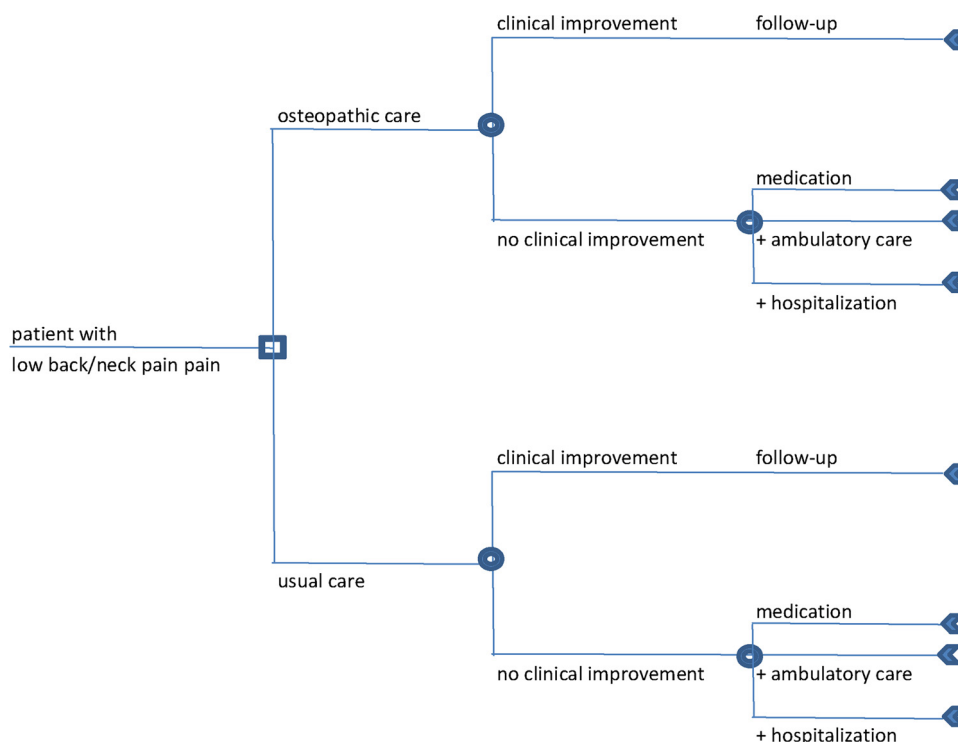 clinical improvement follow-up
osteopathic care
medication
no clinical improvement + ambulatory care
+ hospitalization
patient with
low back/neck pain pain
clinical improvement follow-up
usual care
medication
no clinical improvement + ambulatory care
+ hospitalization